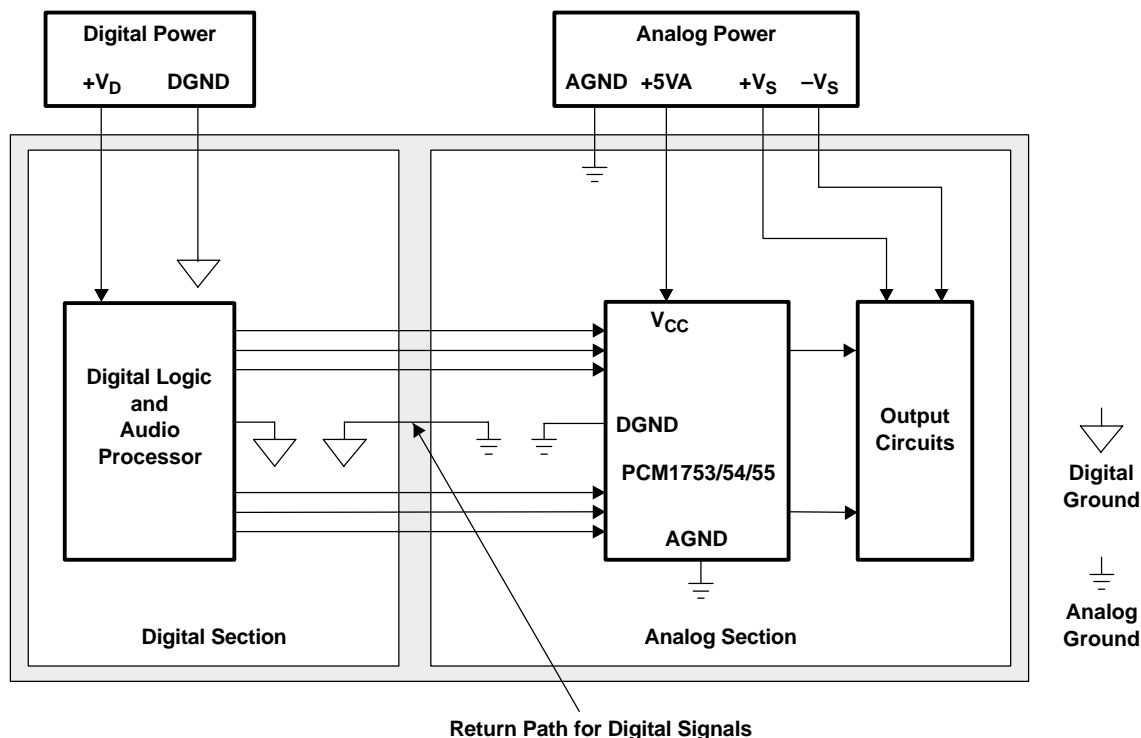 Digital Power
+VD DGND
Analog Power
AGND +5VA +VS –VS
Digital Logic
and
Audio
Processor
VCC
DGND
PCM1753/54/55
AGND
Output
Circuits
Digital
Ground
Analog
Ground
Digital Section
Analog Section
Return Path for Digital Signals